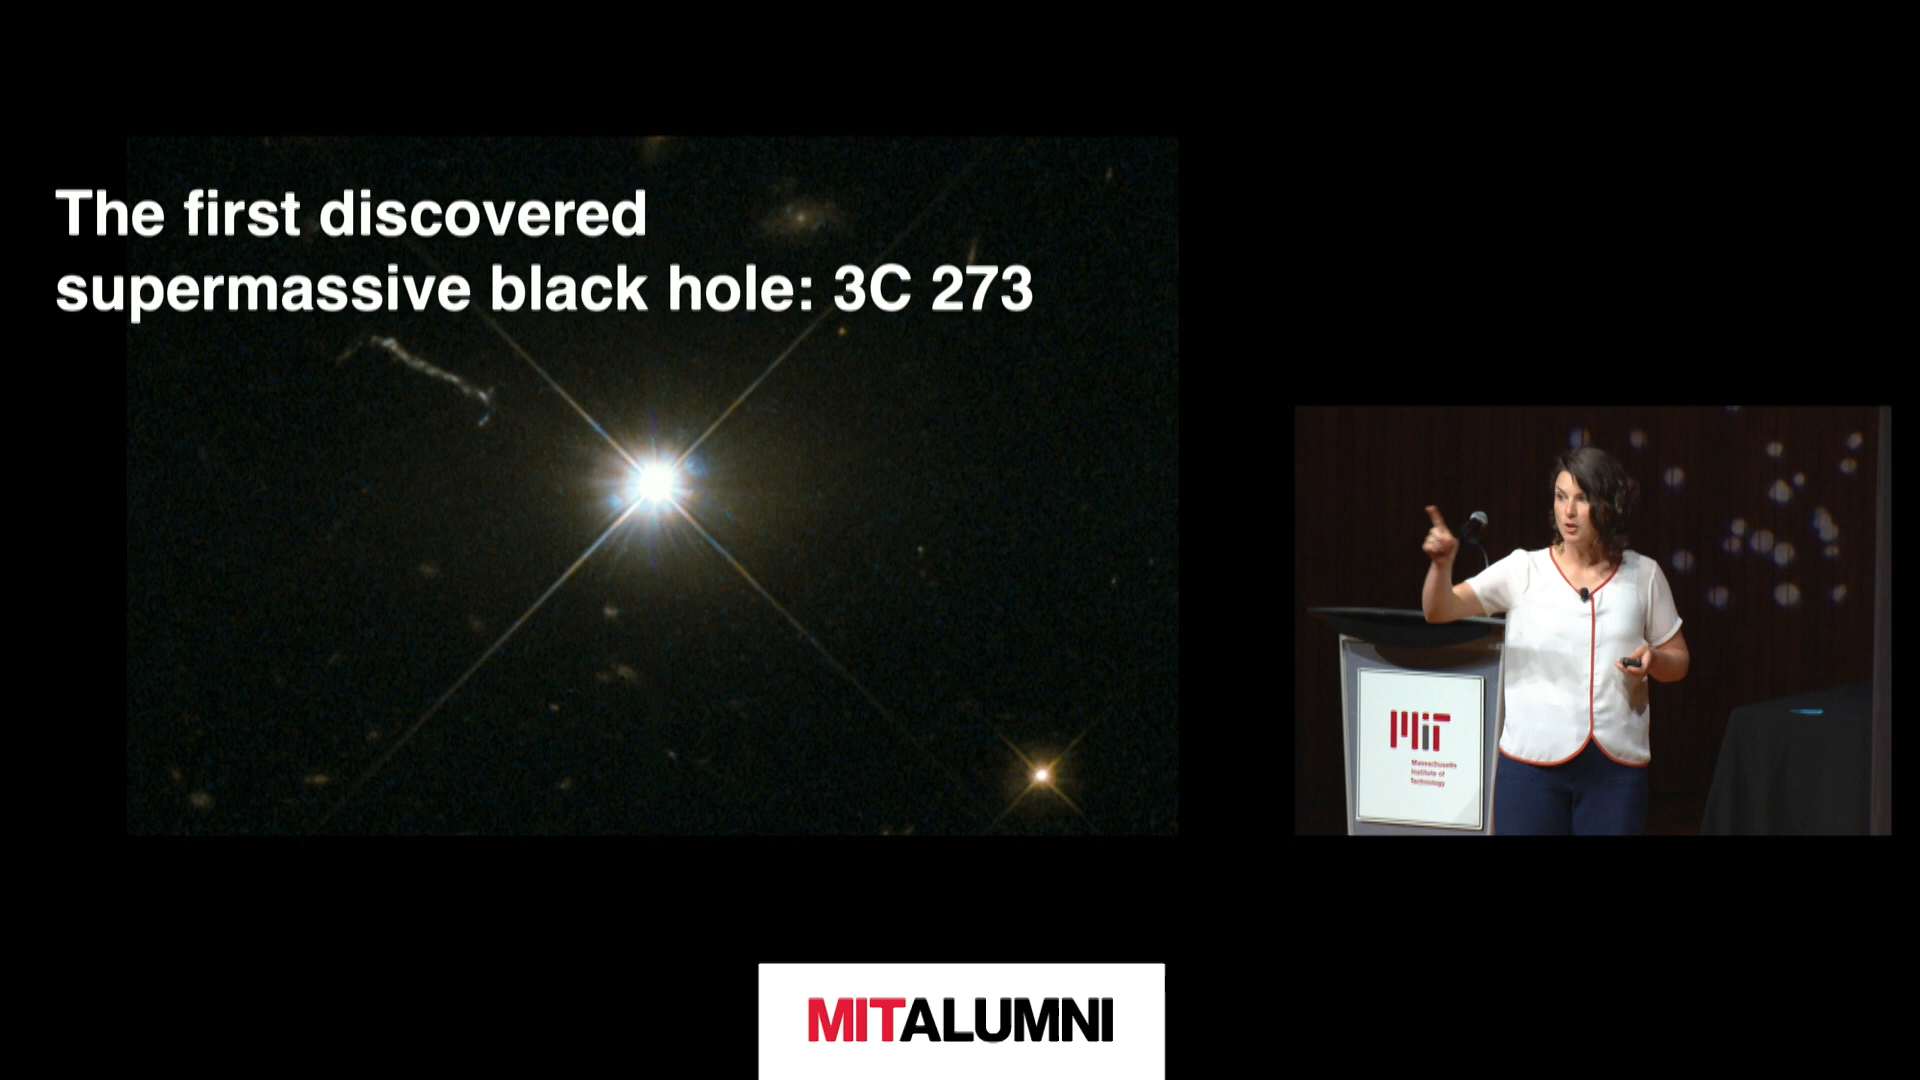 The first discovered
supermassive black hole: 3C 273
MIT
Massachusetts
Institute of
Technology
MITALUMNI